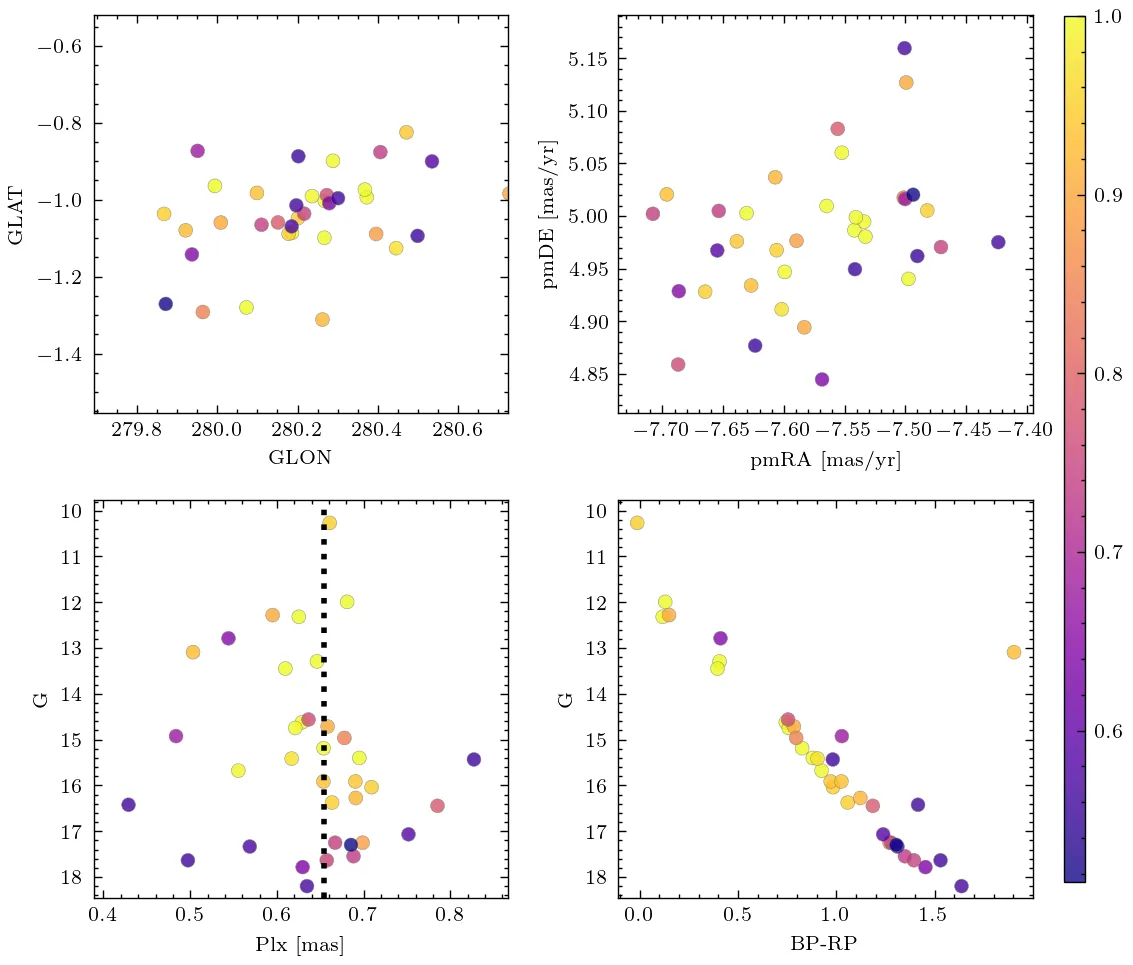 −0.6
−0.8
−1.0
−1.2
−1.4
GLAT
279.8 280.0 280.2 280.4 280.6
GLON
5.15
5.10
5.05
5.00
4.95
4.90
4.85
pmDE [mas/yr]
−7.70 −7.65 −7.60 −7.55 −7.50 −7.45 −7.40
pmRA [mas/yr]
1.0
0.9
0.8
0.7
0.6
10
11
12
13
14
15
16
17
18
G
0.4 0.5 0.6 0.7 0.8
Plx [mas]
10
11
12
13
14
15
16
17
18
G
0.0 0.5 1.0 1.5
BP-RP